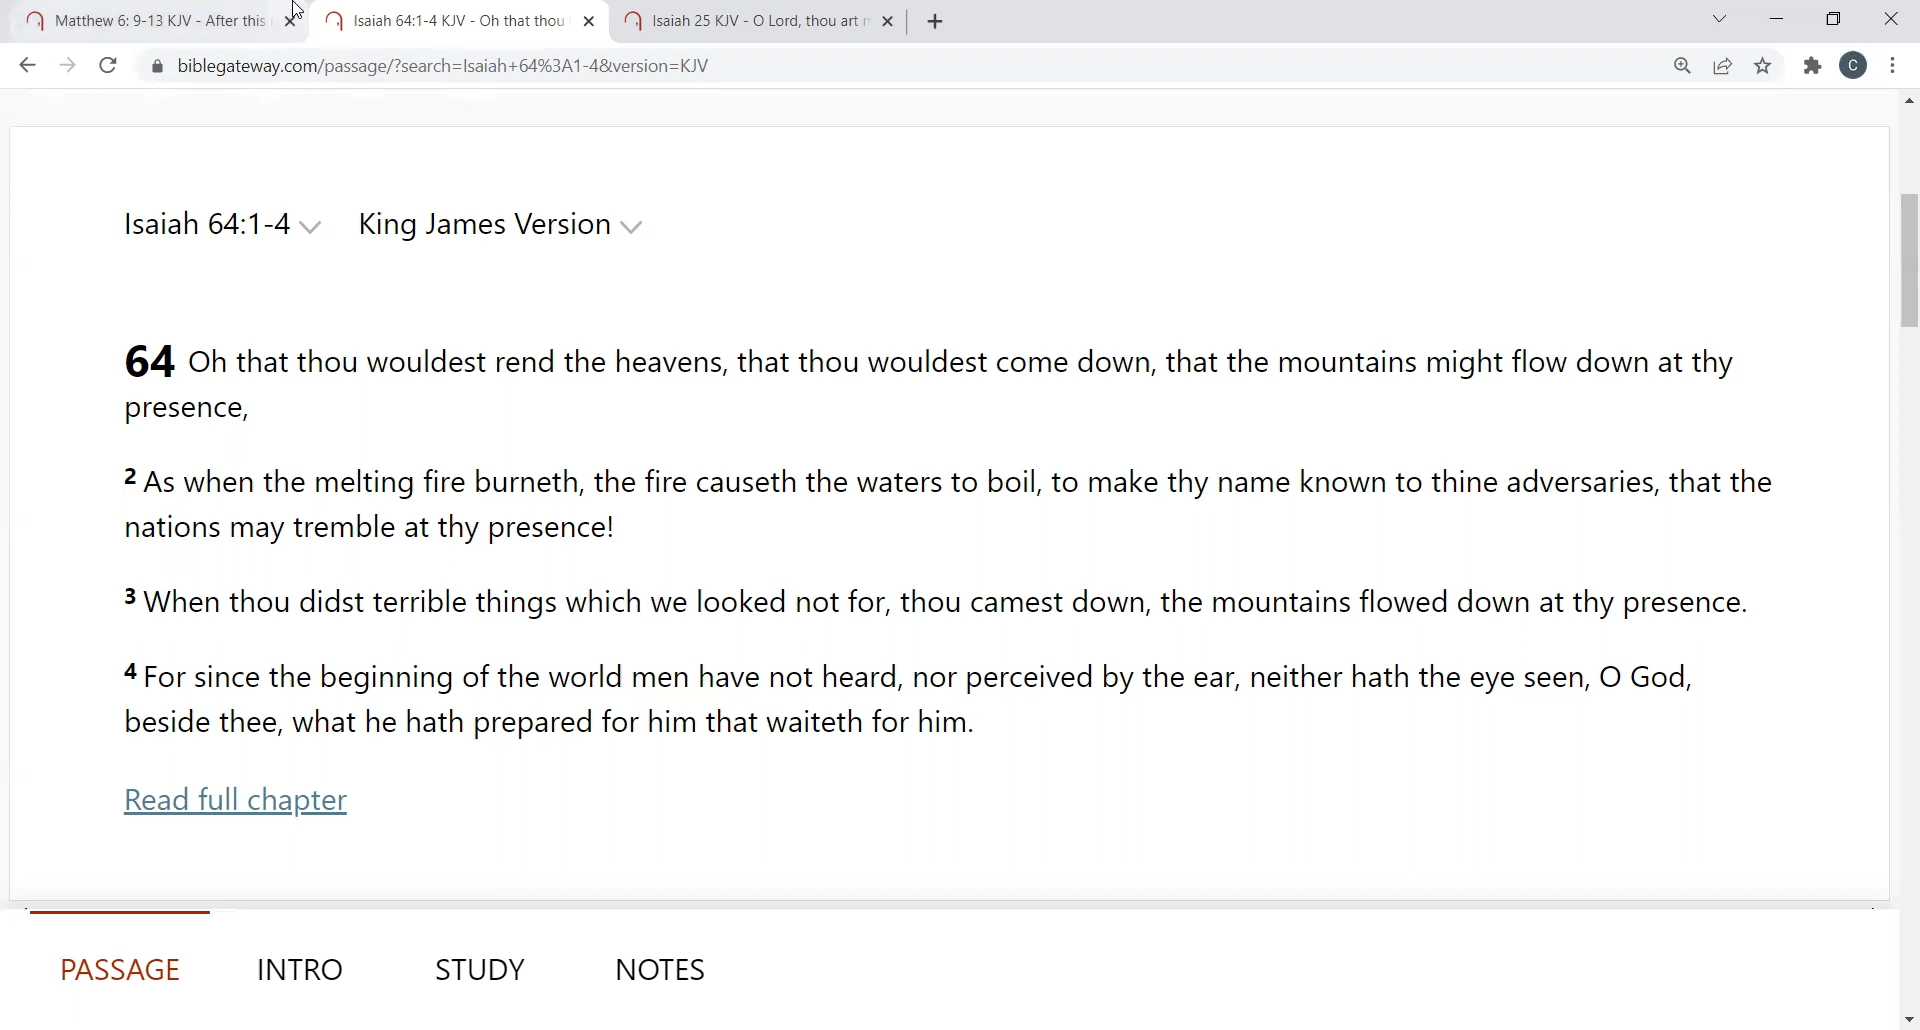 Matthew 6: 9-13 KJV - After this
Isaiah 64:1-4 KJV - Oh that thou
Isaiah 25 KJV - O Lord, thou art
biblegateway.com/passage/?search=Isaiah+64%3A1-4&version=KJV
C
Isaiah 64:1-4 King James Version
64 Oh that thou wouldest rend the heavens, that thou wouldest come down, that the mountains might flow down at thy
presence,
2 As when the melting fire burneth, the fire causeth the waters to boil, to make thy name known to thine adversaries, that the
nations may tremble at thy presence!
3 When thou didst terrible things which we looked not for, thou camest down, the mountains flowed down at thy presence.
4 For since the beginning of the world men have not heard, nor perceived by the ear, neither hath the eye seen, O God,
beside thee, what he hath prepared for him that waiteth for him.
Read full chapter
PASSAGE INTRO STUDY NOTES